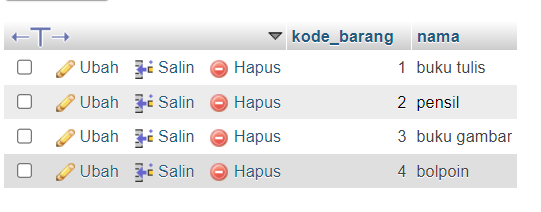 kode_barang nama
Ubah Salin Hapus 1 buku tulis
Ubah Salin Hapus 2 pensil
Ubah Salin Hapus 3 buku gambar
Ubah Salin Hapus 4 bolpoin